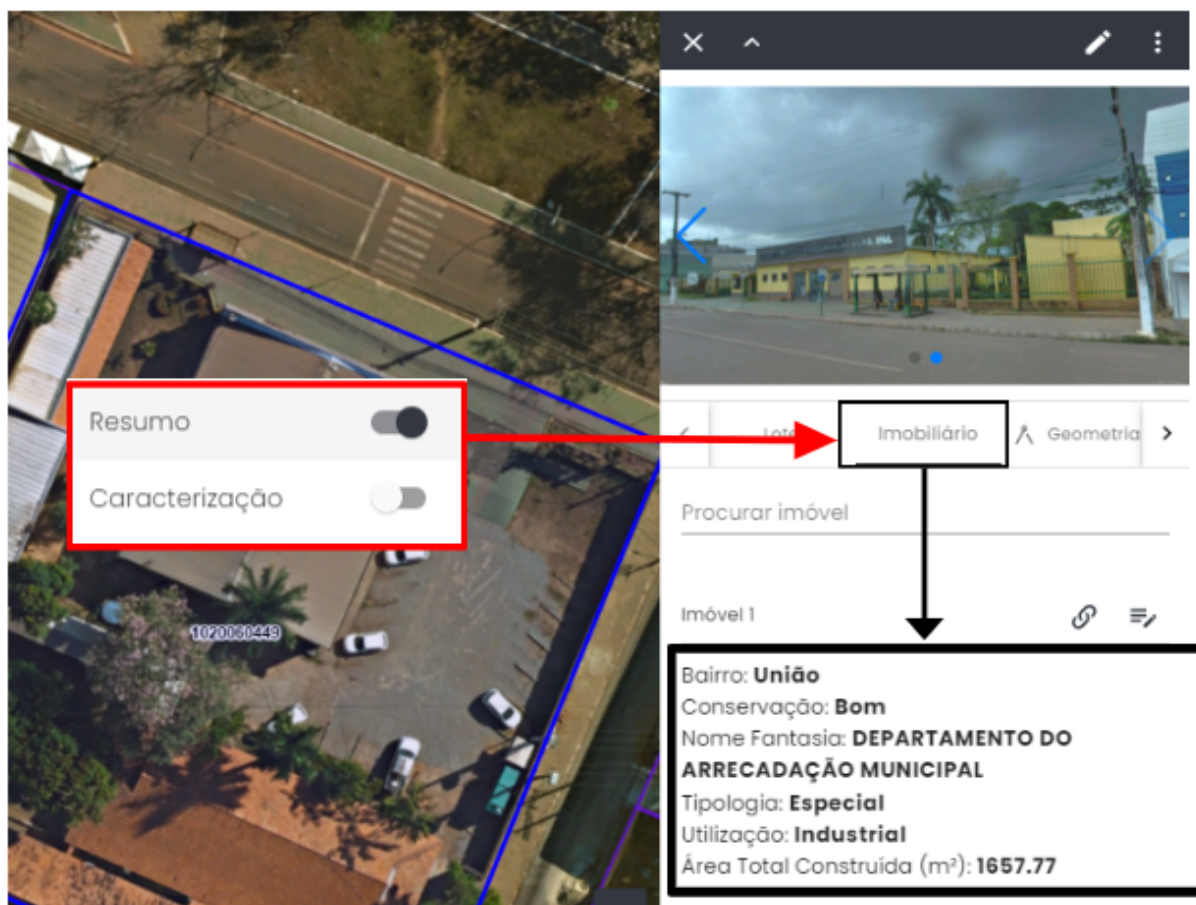 Resumo
Caracterização
1020060449
Lote
Imobiliário
Geometria
Procurar imóvel
Imóvel 1
Bairro: União
Conservação: Bom
Nome Fantasia: DEPARTAMENTO DO
ARRECADAÇÃO MUNICIPAL
Tipologia: Especial
Utilização: Industrial
Área Total Construída (m²): 1657.77